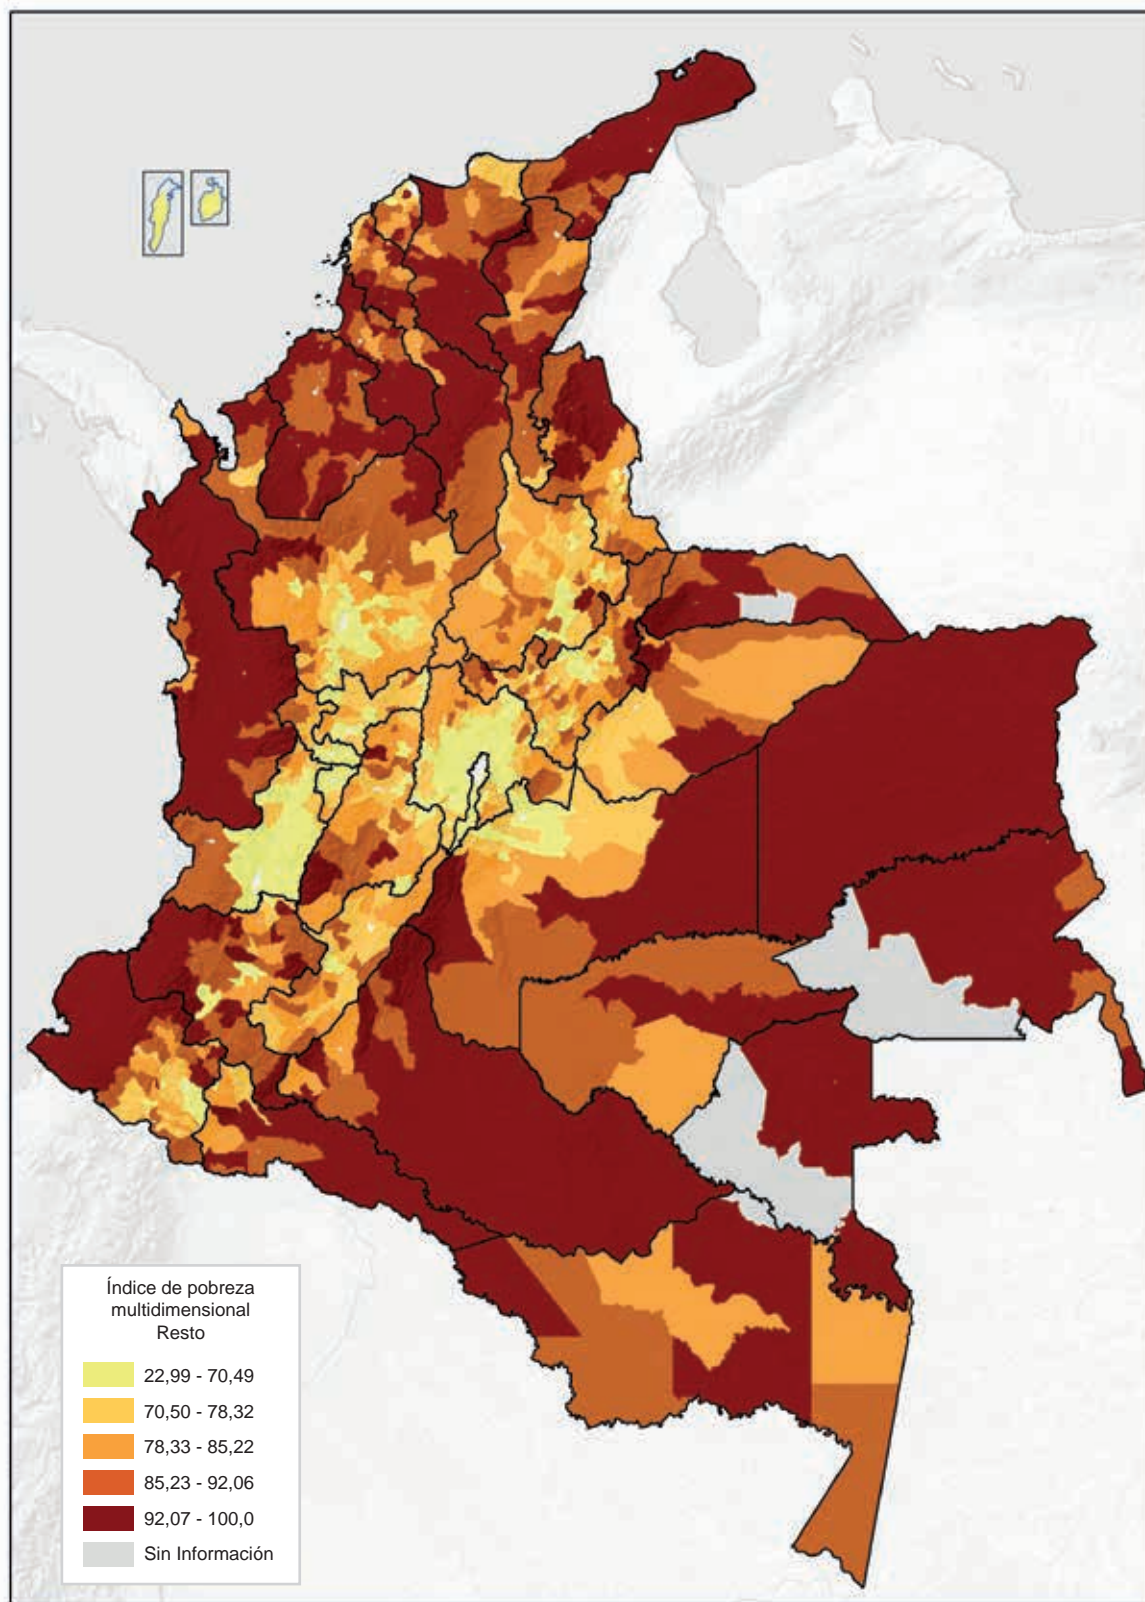 Índice de pobreza
multidimensional
Resto
22,99 - 70,49
70,50 - 78,32
78,33 - 85,22
85,23 - 92,06
92,07 - 100,0
Sin Información